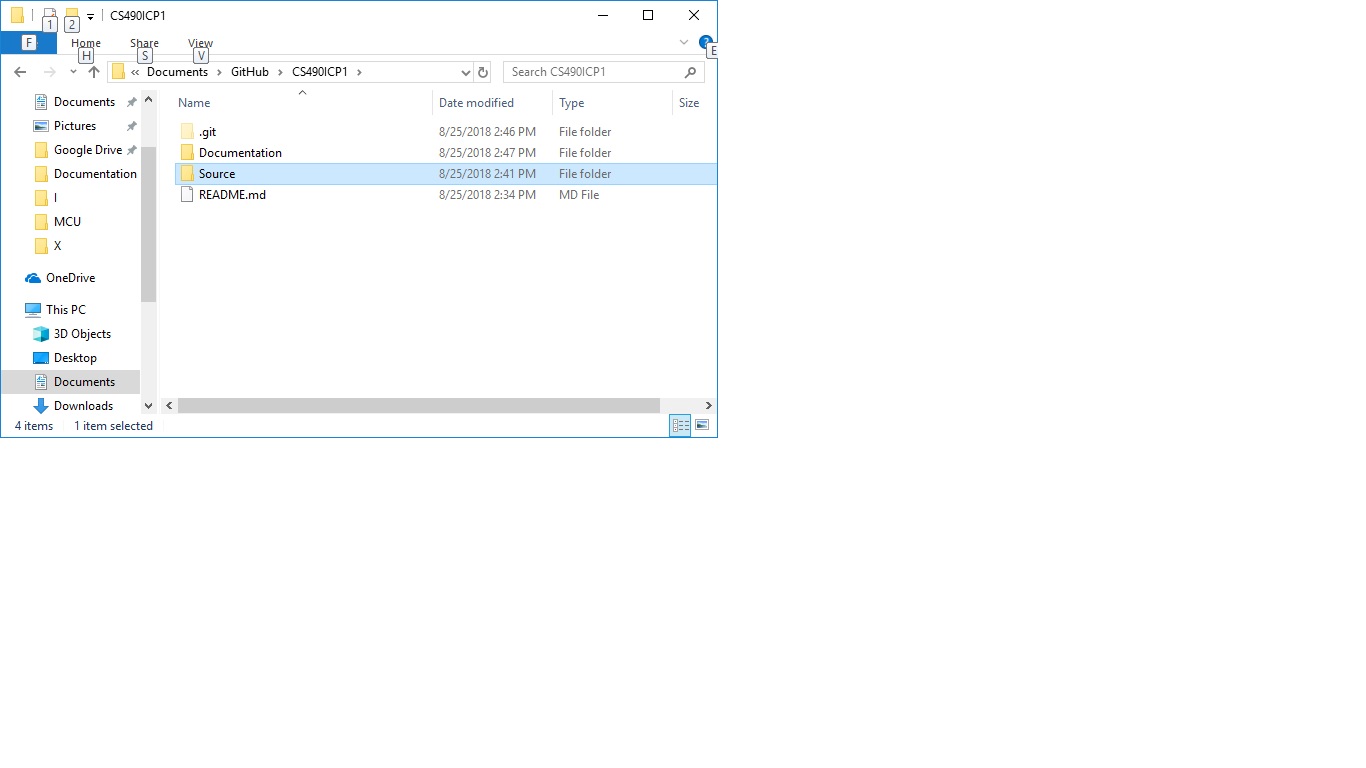 CS490ICP1
1 2
F Home Share View
H S V E
« Documents > GitHub > CS490ICP1 > Search CS490ICP1
Name Date modified Type Size
.git 8/25/2018 2:46 PM File folder
Documentation 8/25/2018 2:47 PM File folder
Source 8/25/2018 2:41 PM File folder
README.md 8/25/2018 2:34 PM MD File
Documents
Pictures
Google Drive
Documentation
I
MCU
X
OneDrive
This PC
3D Objects
Desktop
Documents
Downloads
4 items 1 item selected